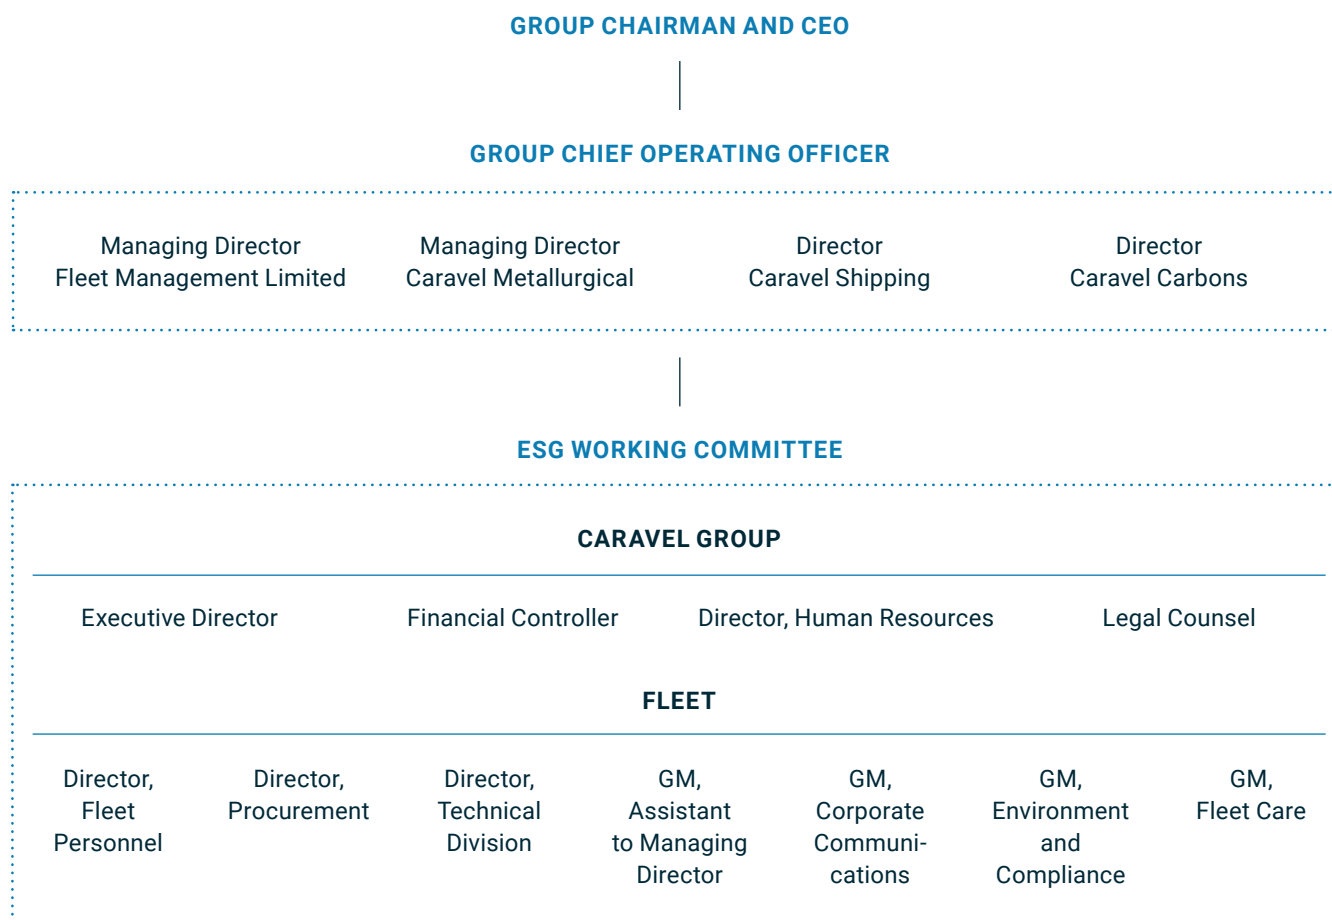 GROUP CHAIRMAN AND CEO
GROUP CHIEF OPERATING OFFICER
Managing Director
Fleet Management Limited
Managing Director
Caravel Metallurgical
Director
Caravel Shipping
Director
Caravel Carbons
ESG WORKING COMMITTEE
CARAVEL GROUP
Executive Director
Financial Controller
Director, Human Resources
Legal Counsel
FLEET
Director,
Fleet
Personnel
Director,
Procurement
Director,
Technical
Division
GM,
Assistant
to Managing
Director
GM,
Corporate
Communi-
cations
GM,
Environment
and
Compliance
GM,
Fleet Care